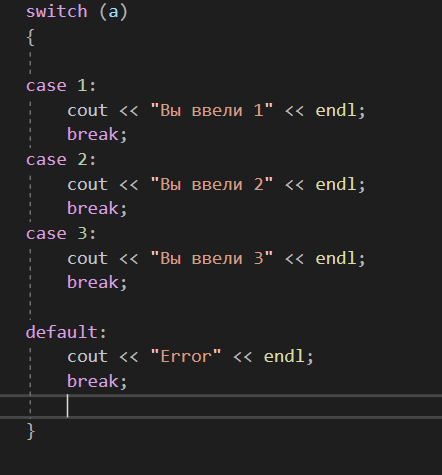 switch (a)
{
case 1:
cout << "Вы ввели 1" << endl;
break;
case 2:
cout << "Вы ввели 2" << endl;
break;
case 3:
cout << "Вы ввели 3" << endl;
break;
default:
cout << "Error" << endl;
break;
}